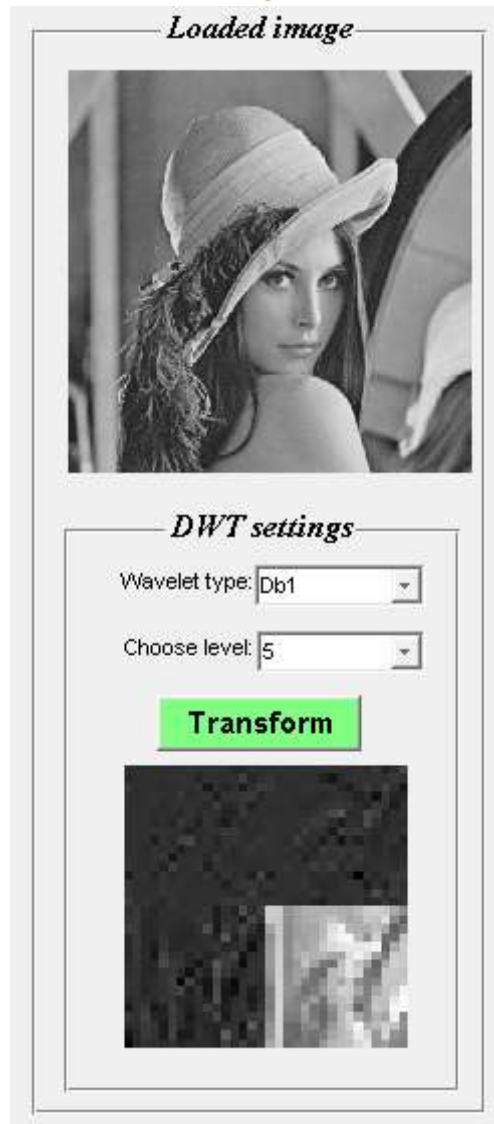 Loaded image
DWT settings
Wavelet type: Db1
Choose level: 5
Transform